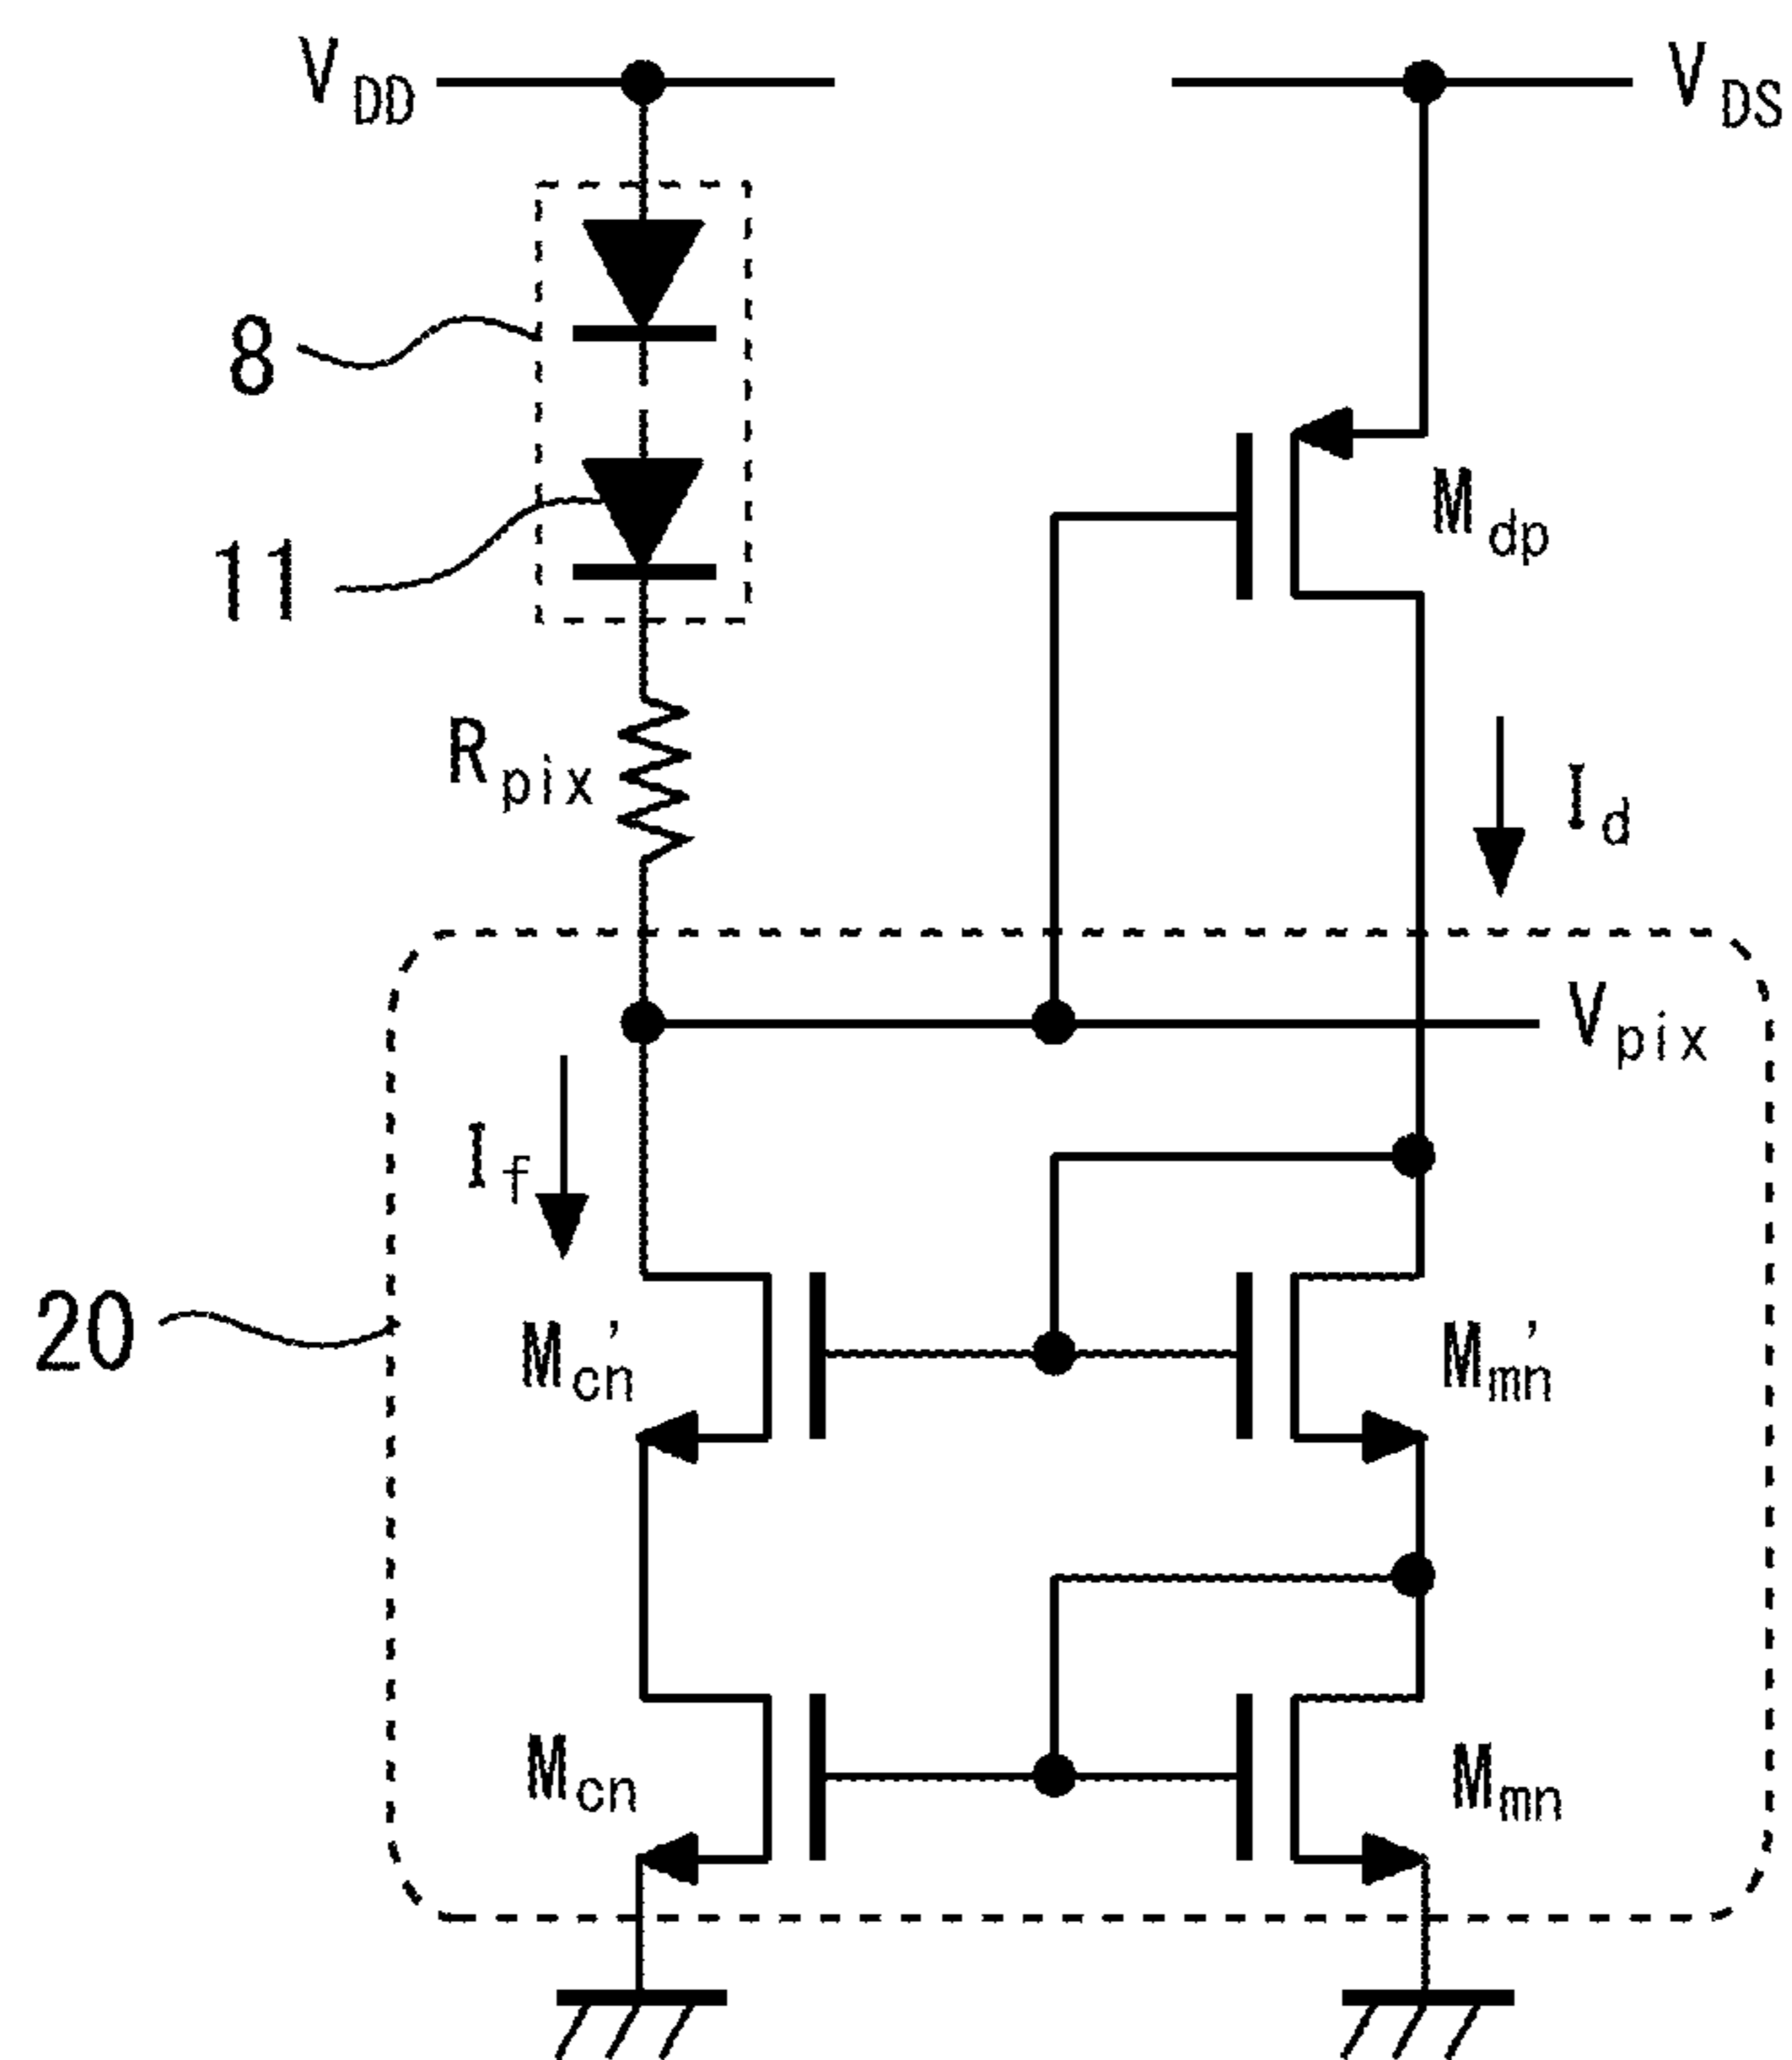 VDD
VDS
8
Mdp
11
Rpix
Id
Vpix
If
20
Mcn'
Mmn'
Mcn
Mmn